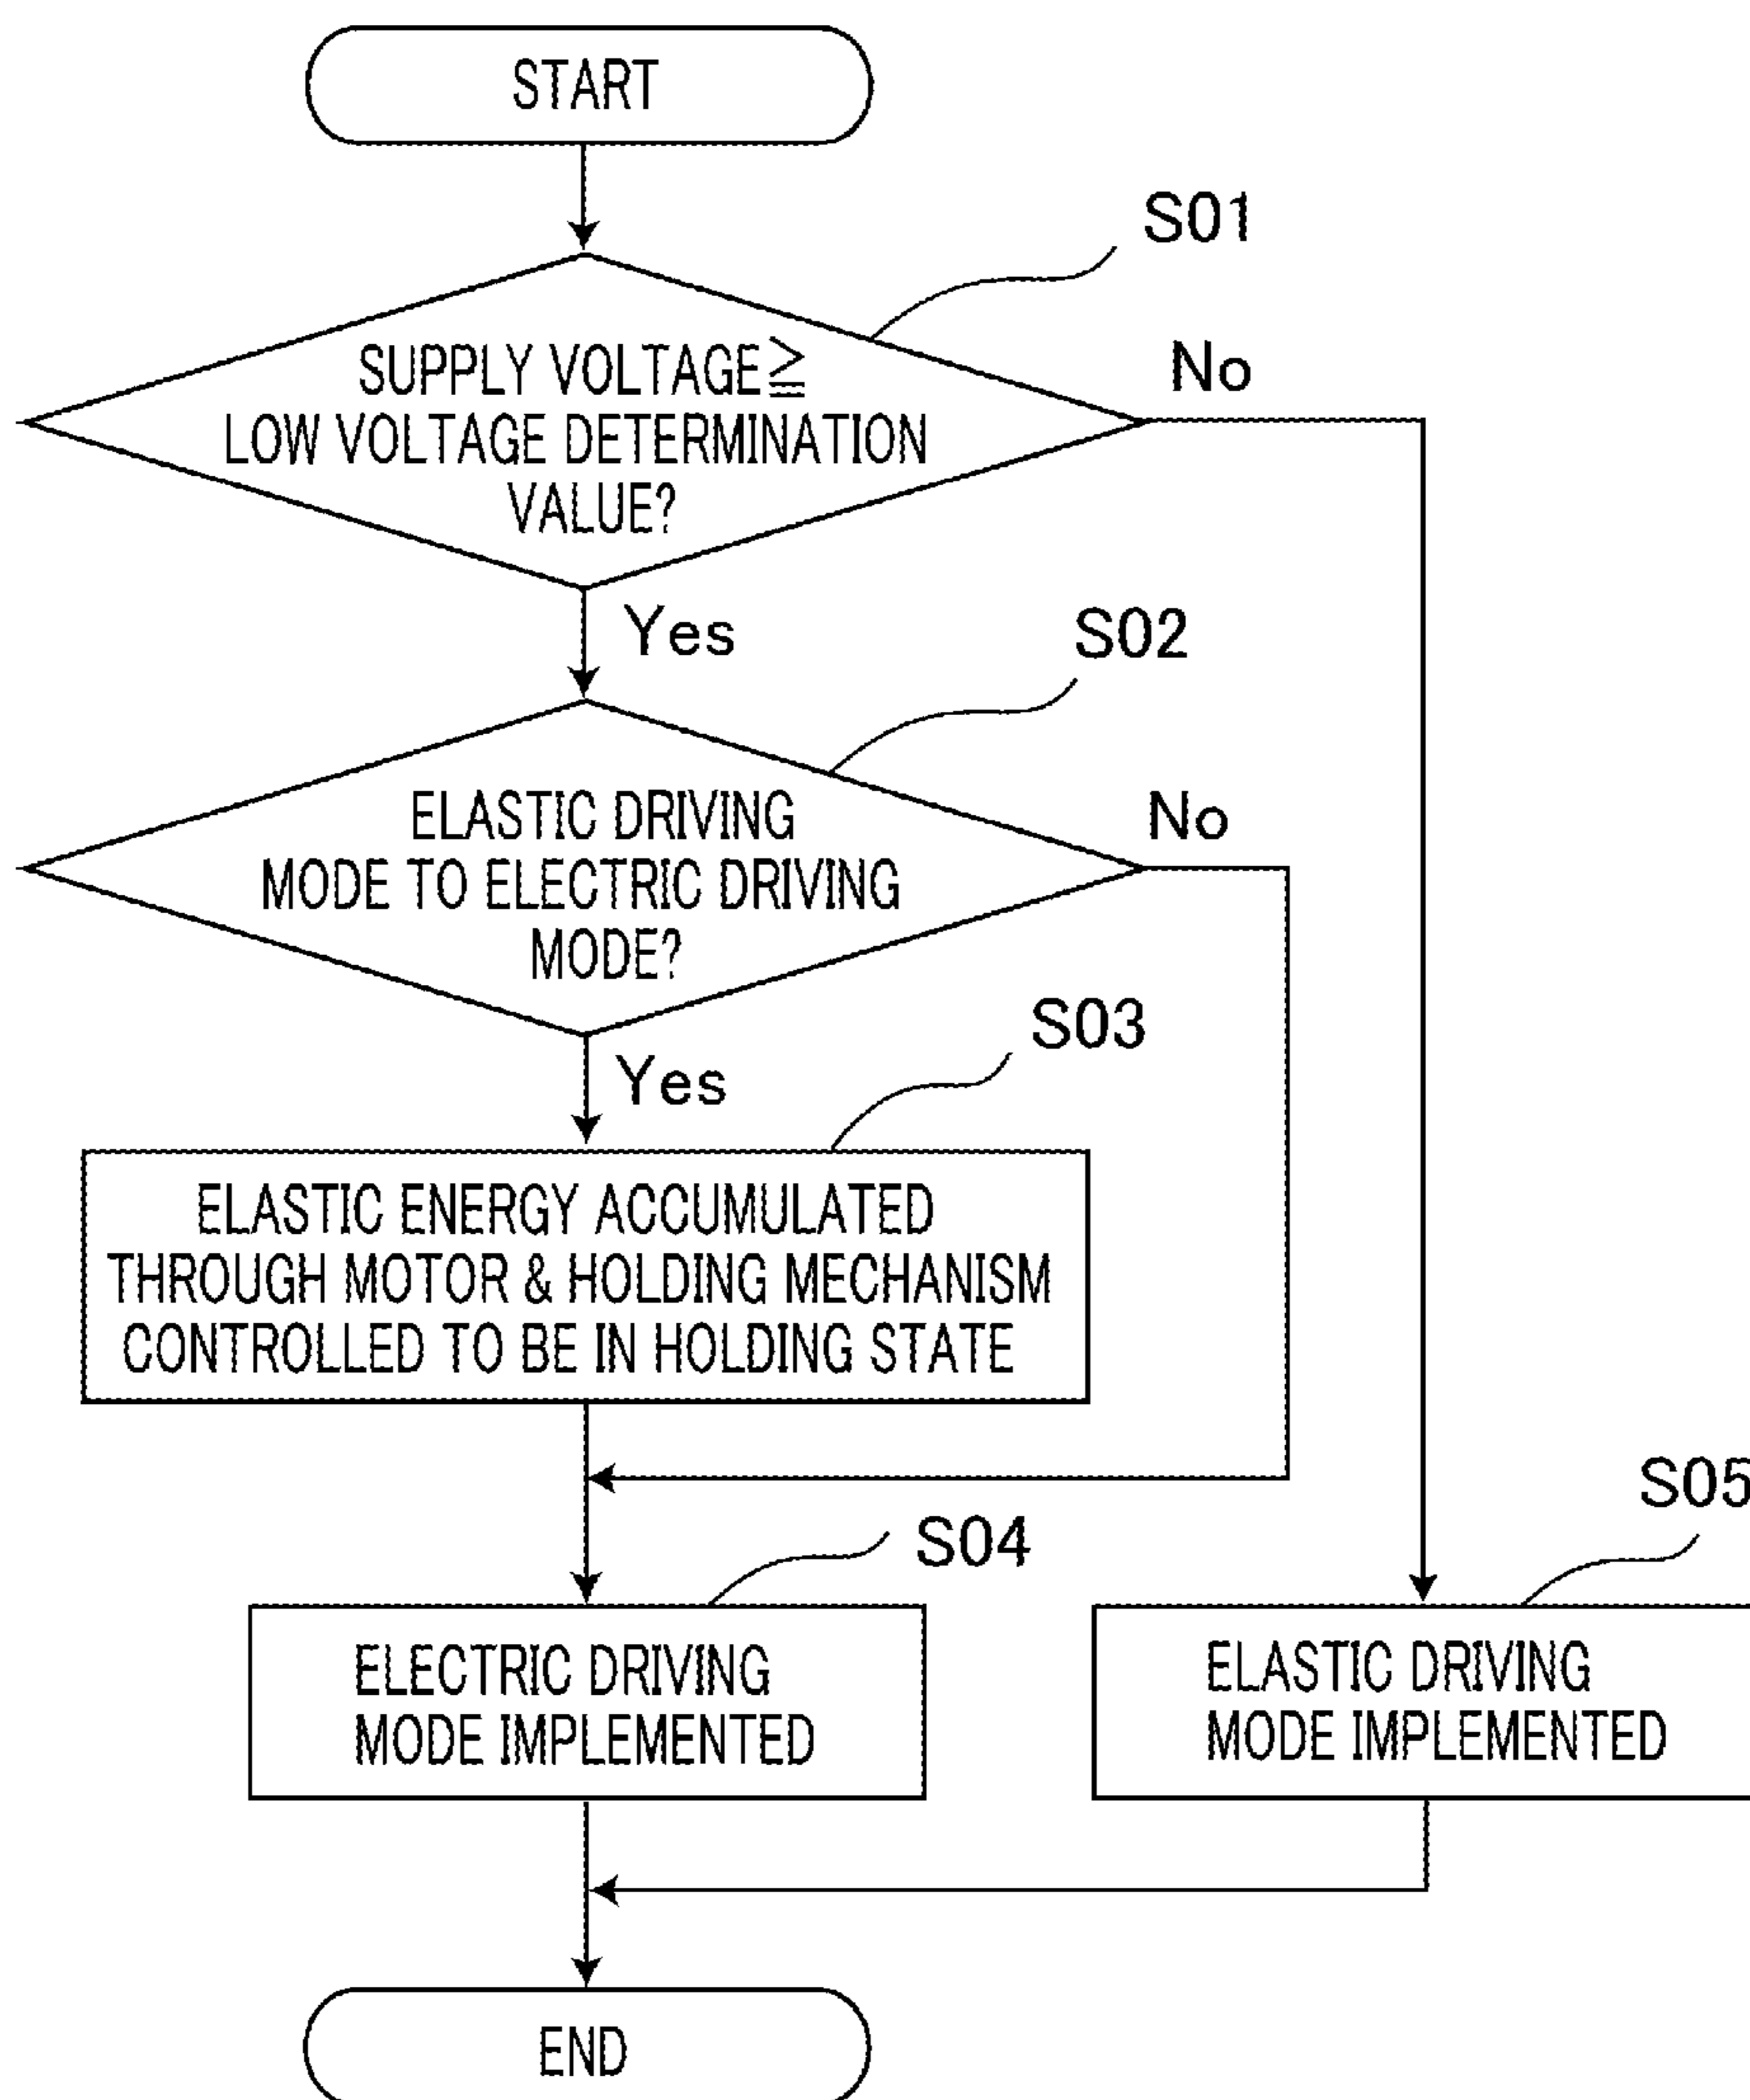 START
S01
SUPPLY VOLTAGE≧
LOW VOLTAGE DETERMINATION
VALUE?
No
Yes
S02
ELASTIC DRIVING
MODE TO ELECTRIC DRIVING
MODE?
No
Yes
S03
ELASTIC ENERGY ACCUMULATED
THROUGH MOTOR & HOLDING MECHANISM
CONTROLLED TO BE IN HOLDING STATE
S04
ELECTRIC DRIVING
MODE IMPLEMENTED
S05
ELASTIC DRIVING
MODE IMPLEMENTED
END